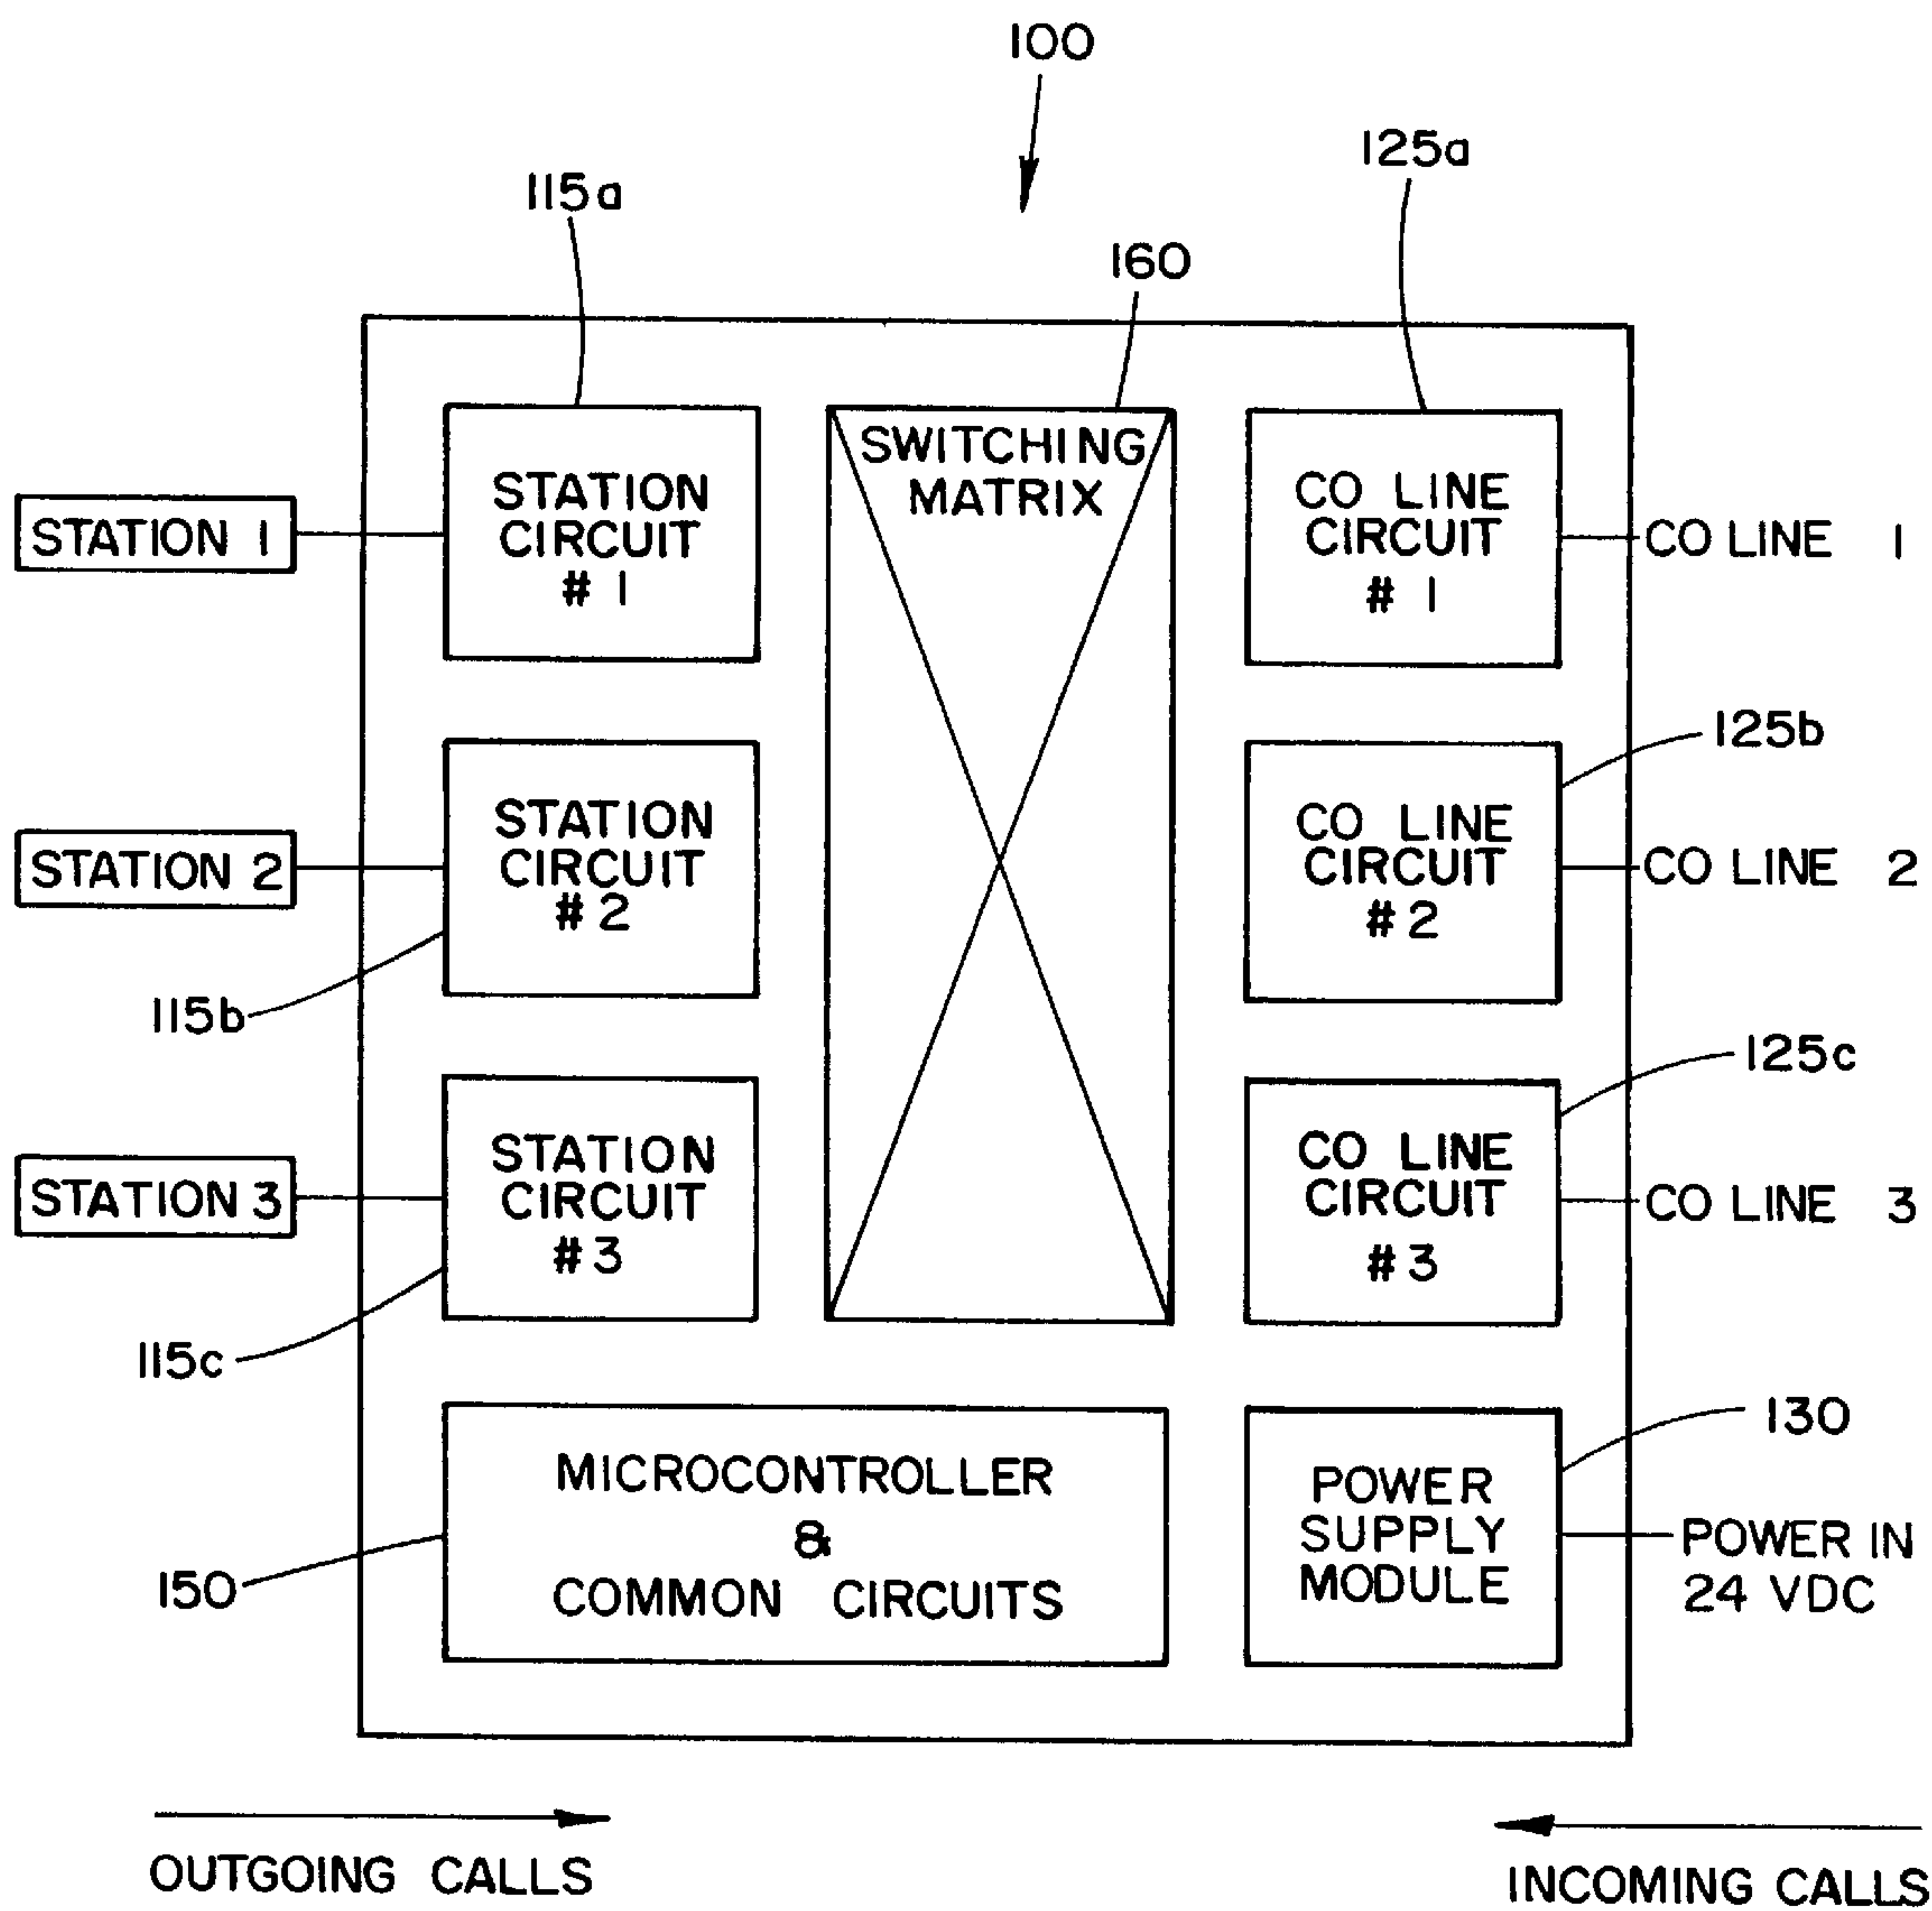 100
125a
115a
160
SWITCHING
MATRIX
STATION
CIRCUIT
# 1
CO LINE
CIRCUIT
# 1
STATION 1
CO LINE 1
125b
STATION
CIRCUIT
#2
CO LINE
CIRCUIT
#2
STATION 2
CO LINE 2
115b
125c
STATION
CIRCUIT
#3
CO LINE
CIRCUIT
#3
STATION 3
CO LINE 3
115c
130
MICROCONTROLLER
&
COMMON CIRCUITS
POWER
SUPPLY
MODULE
POWER IN
24 VDC
150
OUTGOING CALLS
INCOMING CALLS